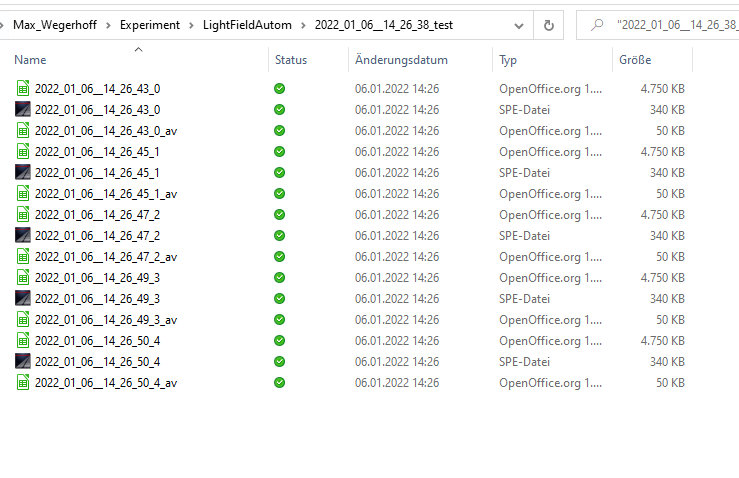 Max_Wegerhoff > Experiment > LightFieldAutom > 2022_01_06__14_26_38_test "2022_01_06__14_26_38_
Name Status Änderungsdatum Typ Größe
2022_01_06__14_26_43_0 06.01.2022 14:26 OpenOffice.org 1.... 4.750 KB
2022_01_06__14_26_43_0 06.01.2022 14:26 SPE-Datei 340 KB
2022_01_06__14_26_43_0_av 06.01.2022 14:26 OpenOffice.org 1.... 50 KB
2022_01_06__14_26_45_1 06.01.2022 14:26 OpenOffice.org 1.... 4.750 KB
2022_01_06__14_26_45_1 06.01.2022 14:26 SPE-Datei 340 KB
2022_01_06__14_26_45_1_av 06.01.2022 14:26 OpenOffice.org 1.... 50 KB
2022_01_06__14_26_47_2 06.01.2022 14:26 OpenOffice.org 1.... 4.750 KB
2022_01_06__14_26_47_2 06.01.2022 14:26 SPE-Datei 340 KB
2022_01_06__14_26_47_2_av 06.01.2022 14:26 OpenOffice.org 1.... 50 KB
2022_01_06__14_26_49_3 06.01.2022 14:26 OpenOffice.org 1.... 4.750 KB
2022_01_06__14_26_49_3 06.01.2022 14:26 SPE-Datei 340 KB
2022_01_06__14_26_49_3_av 06.01.2022 14:26 OpenOffice.org 1.... 50 KB
2022_01_06__14_26_50_4 06.01.2022 14:26 OpenOffice.org 1.... 4.750 KB
2022_01_06__14_26_50_4 06.01.2022 14:26 SPE-Datei 340 KB
2022_01_06__14_26_50_4_av 06.01.2022 14:26 OpenOffice.org 1.... 50 KB